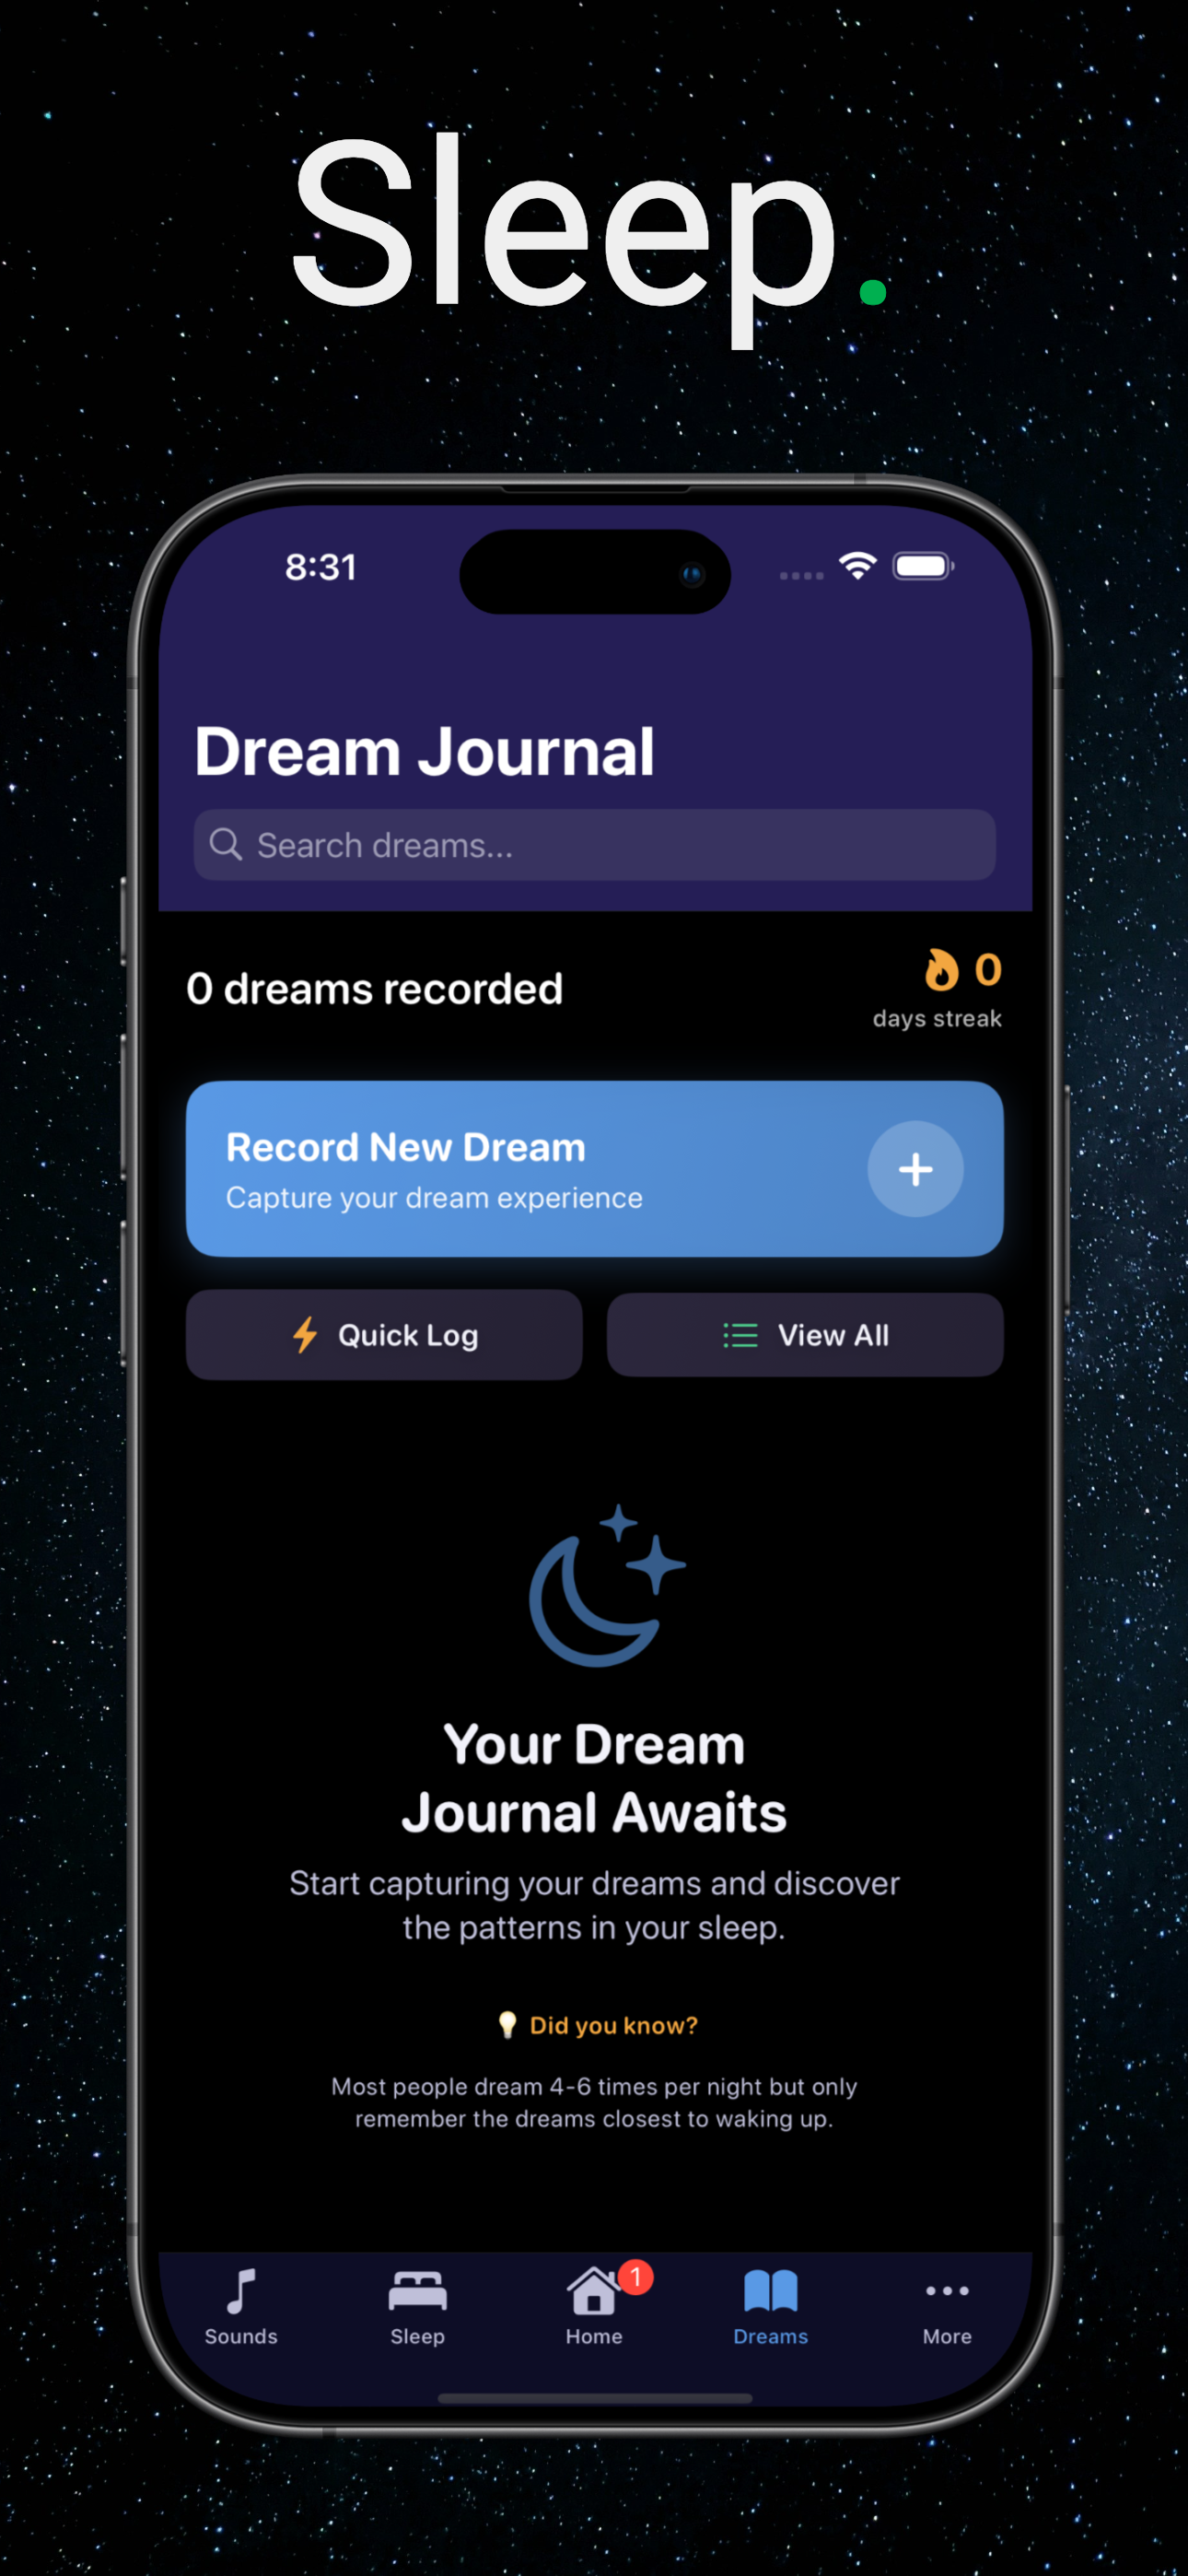 Sleep.
8:31
Dream Journal
Search dreams...
0 dreams recorded
0
days streak
Record New Dream
Capture your dream experience
Quick Log
View All
Your Dream
Journal Awaits
Start capturing your dreams and discover
the patterns in your sleep.
Did you know?
Most people dream 4-6 times per night but only
remember the dreams closest to waking up.
1
Sounds
Sleep
Home
Dreams
More